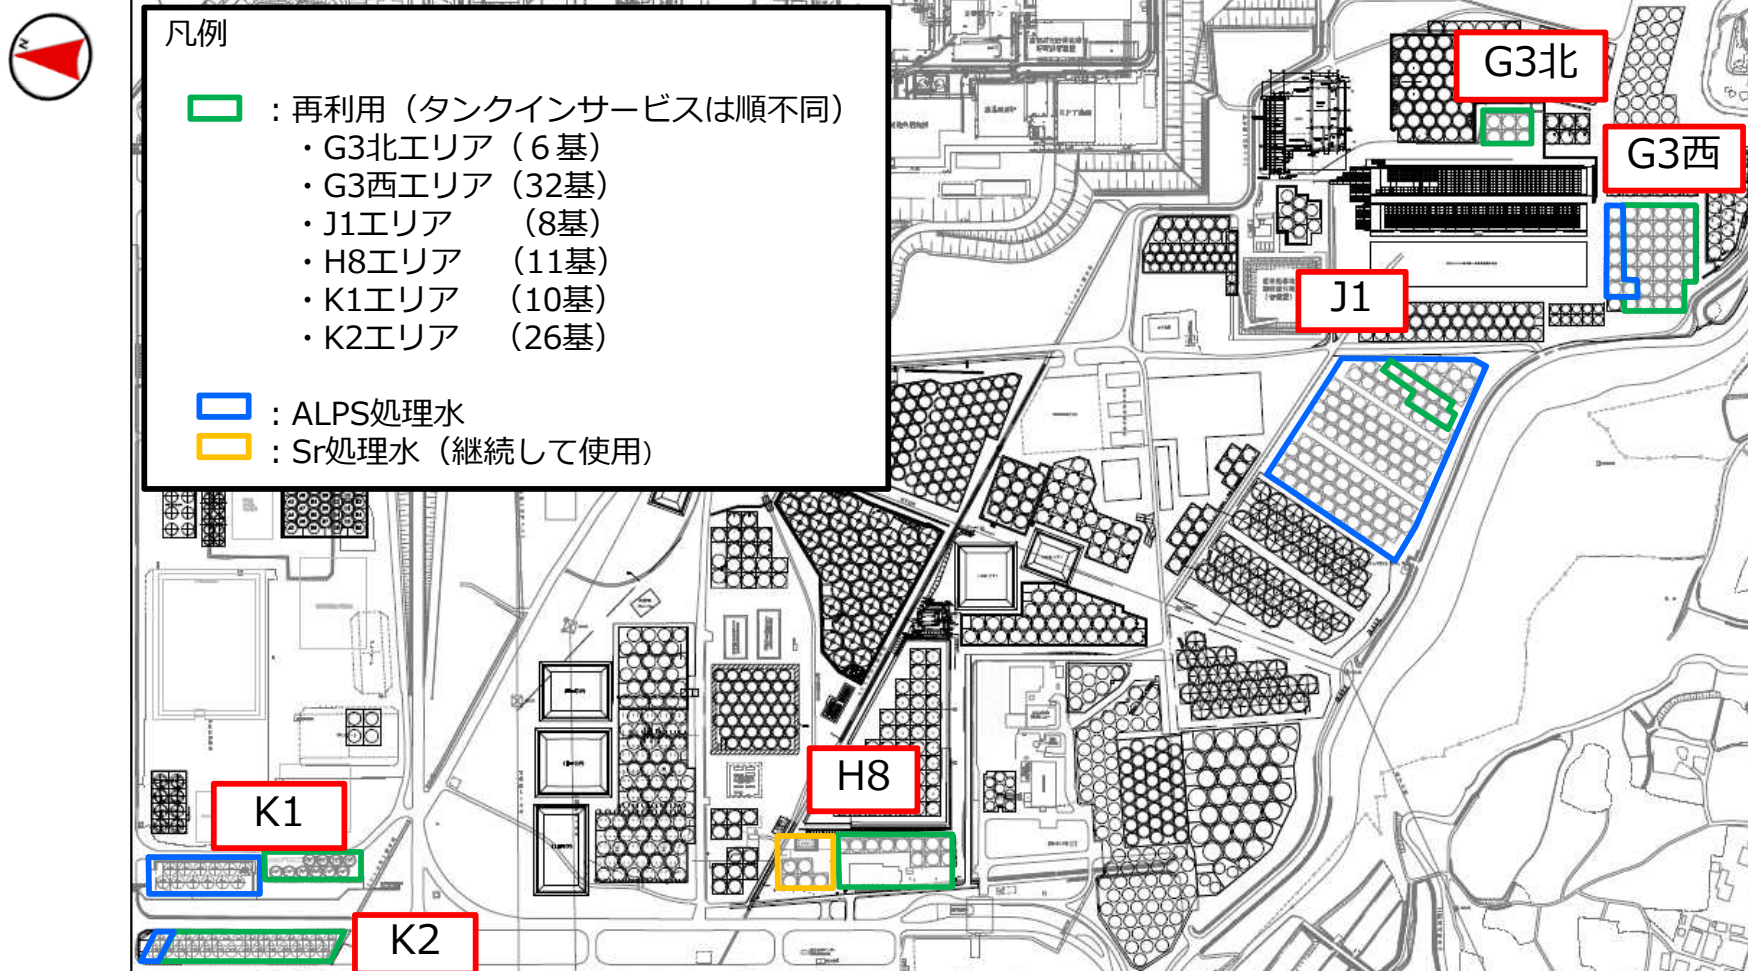 N
凡例
：再利用（タンクインサービスは順不同）
・G3北エリア（６基）
・G3西エリア（32基）
・J1エリア （8基）
・H8エリア （11基）
・K1エリア （10基）
・K2エリア （26基）
：ALPS処理水
：Sr処理水（継続して使用）
G3北
G3西
J1
H8
K1
K2